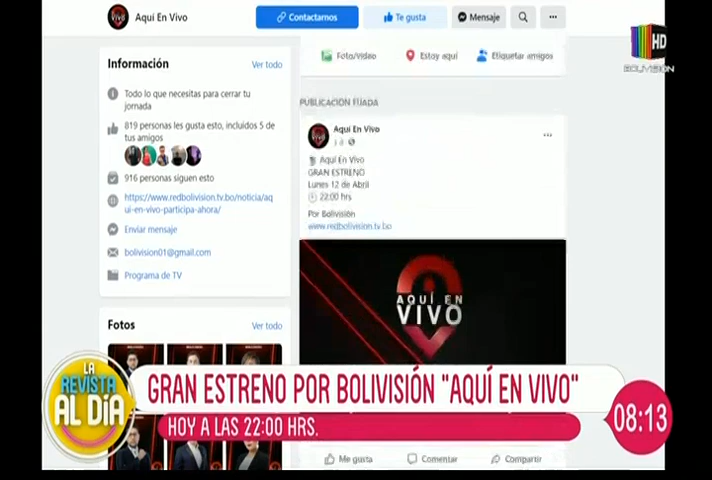 Aquí En Vivo
Contactarnos
Te gusta
Mensaje
HD
BOLIVISION
Información
Ver todo
Todo lo que necesitas para cerrar tu
jornada
819 personas les gusta esto, incluidos 5 de
tus amigos
916 personas siguen esto
https://www.redbolivision.tv.bo/noticia/aq
ui-en-vivo-participa-ahora/
Enviar mensaje
bolivision01@gmail.com
Programa de TV
Fotos
Ver todo
Foto/video
Estoy aquí
Etiquetar amigos
PUBLICACIÓN FIJADA
Aquí En Vivo
Aquí En Vivo
GRAN ESTRENO
Lunes 12 de Abril
22:00 hrs
Por Bolivisión
www.redbolivision.tv.bo
AQUÍ EN
VIVO
LA
REVISTA
AL DÍA
GRAN ESTRENO POR BOLIVISIÓN "AQUÍ EN VIVO"
HOY A LAS 22:00 HRS.
08:13
Me gusta
Comentar
Compartir